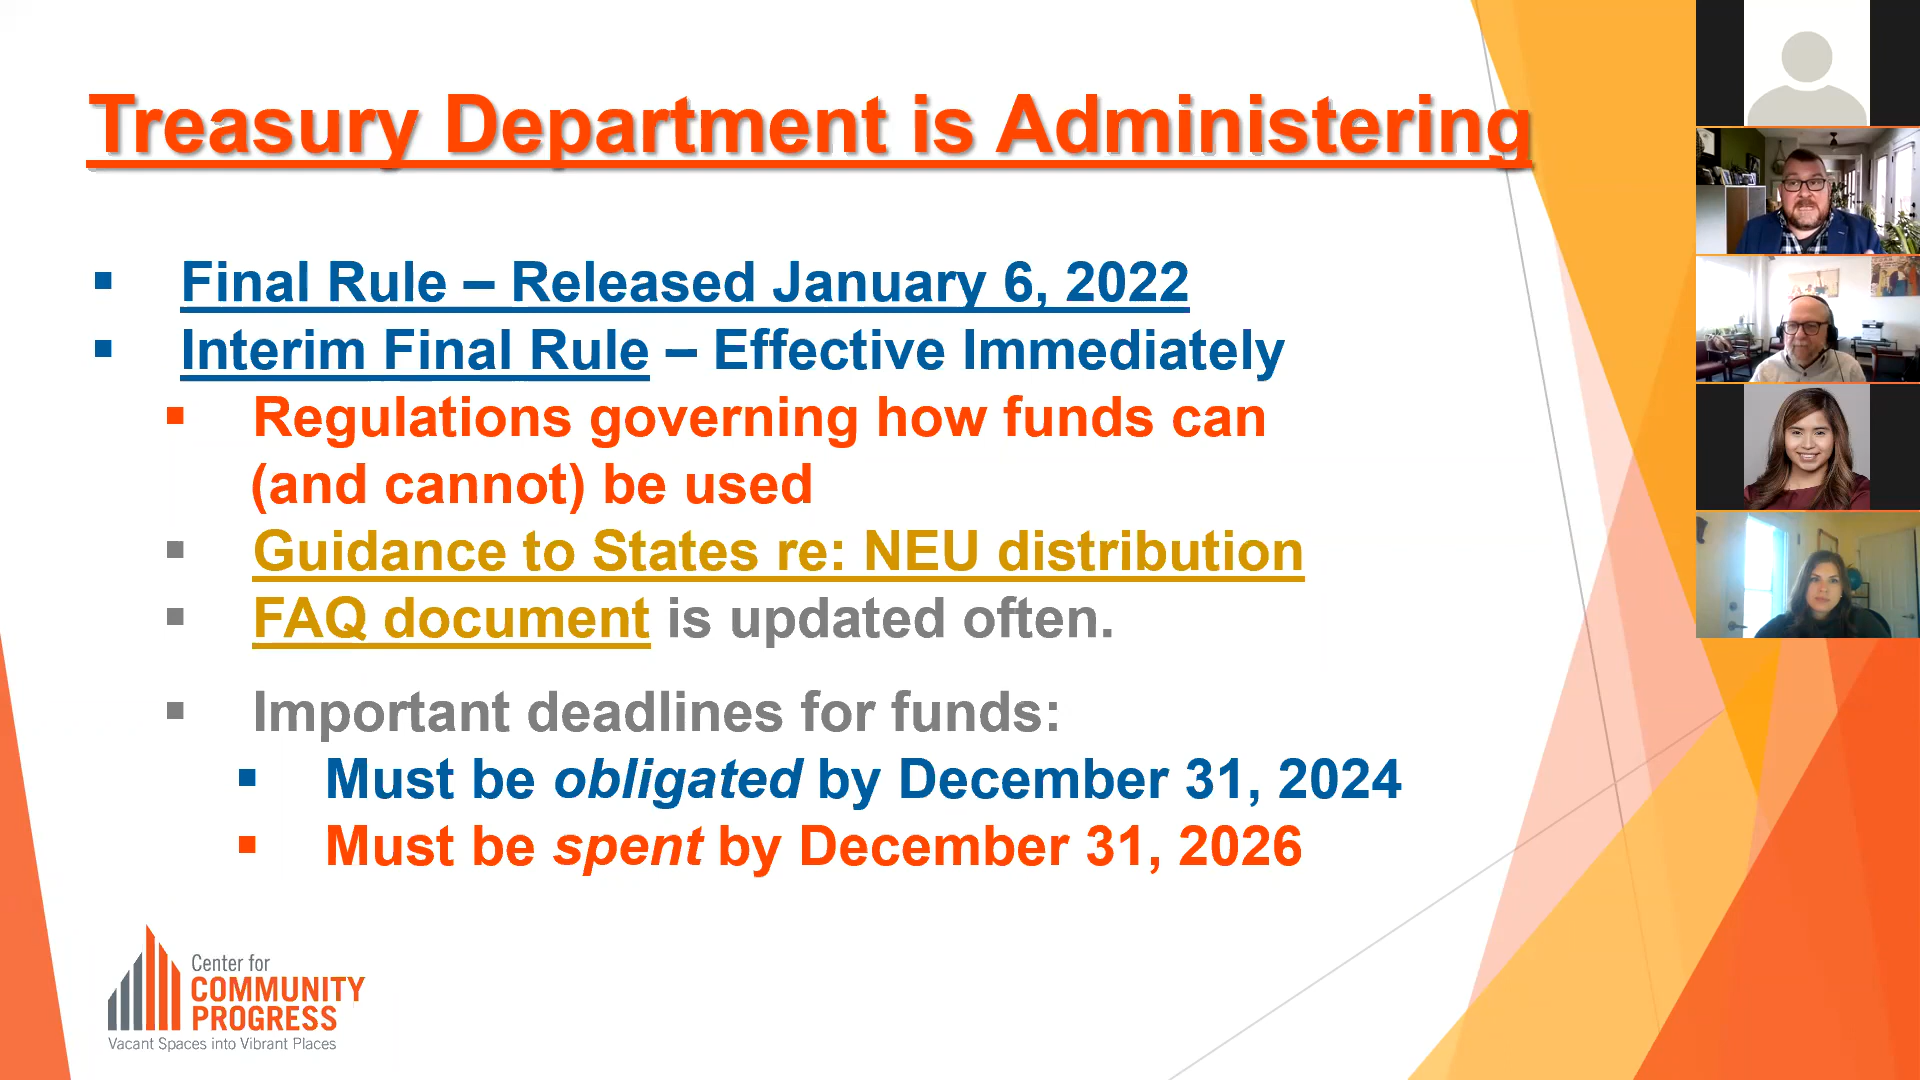 Treasury Department is Administering
▪ Final Rule – Released January 6, 2022
▪ Interim Final Rule – Effective Immediately
▪ Regulations governing how funds can
(and cannot) be used
▪ Guidance to States re: NEU distribution
▪ FAQ document is updated often.
▪ Important deadlines for funds:
▪ Must be obligated by December 31, 2024
▪ Must be spent by December 31, 2026
Center for
COMMUNITY
PROGRESS
Vacant Spaces into Vibrant Places